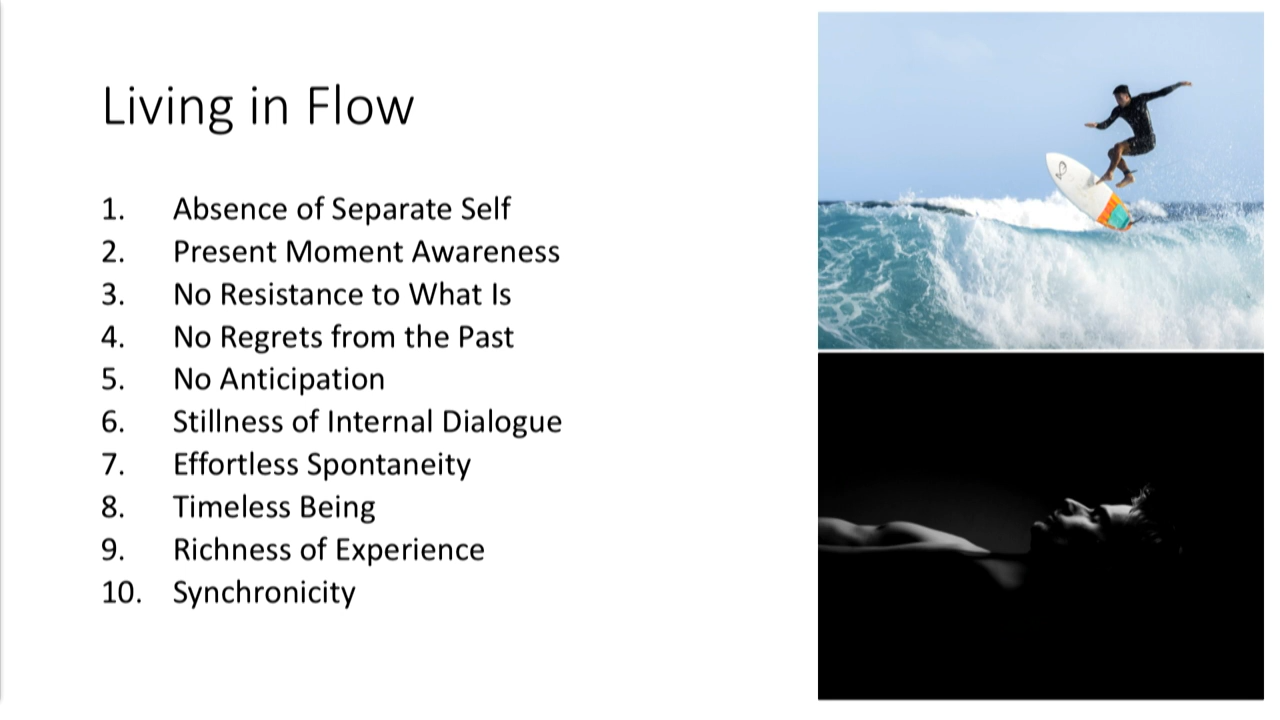 Living in Flow
1. Absence of Separate Self
2. Present Moment Awareness
3. No Resistance to What Is
4. No Regrets from the Past
5. No Anticipation
6. Stillness of Internal Dialogue
7. Effortless Spontaneity
8. Timeless Being
9. Richness of Experience
10. Synchronicity